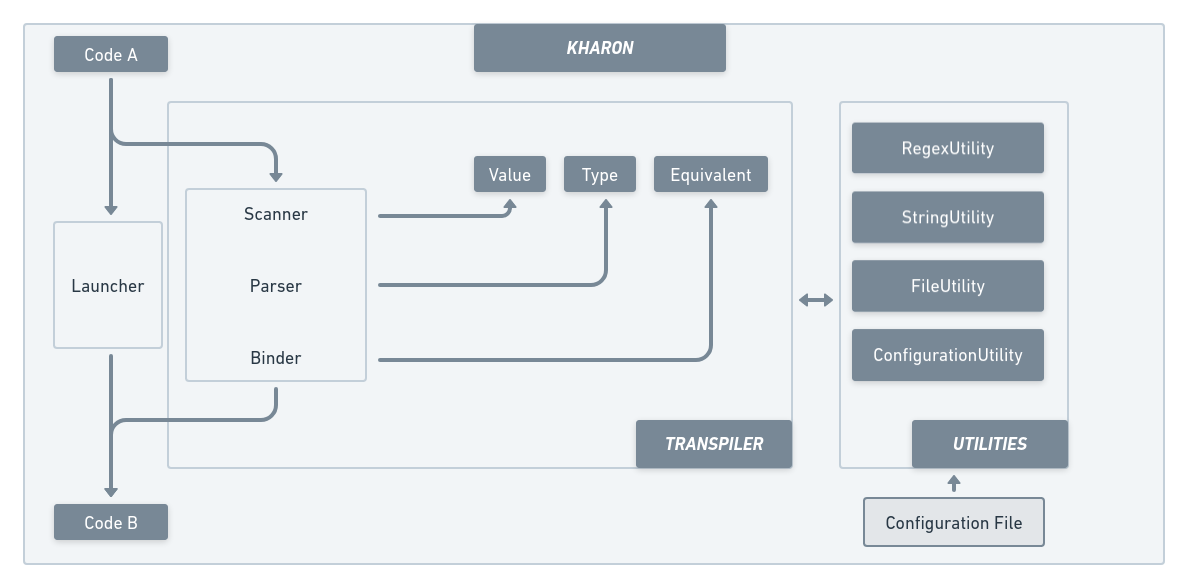 KHARON
Code A
Value
Type
Equivalent
Scanner
Launcher
Parser
Binder
TRANSPILER
RegexUtility
StringUtility
FileUtility
ConfigurationUtility
UTILITIES
Code B
Configuration File